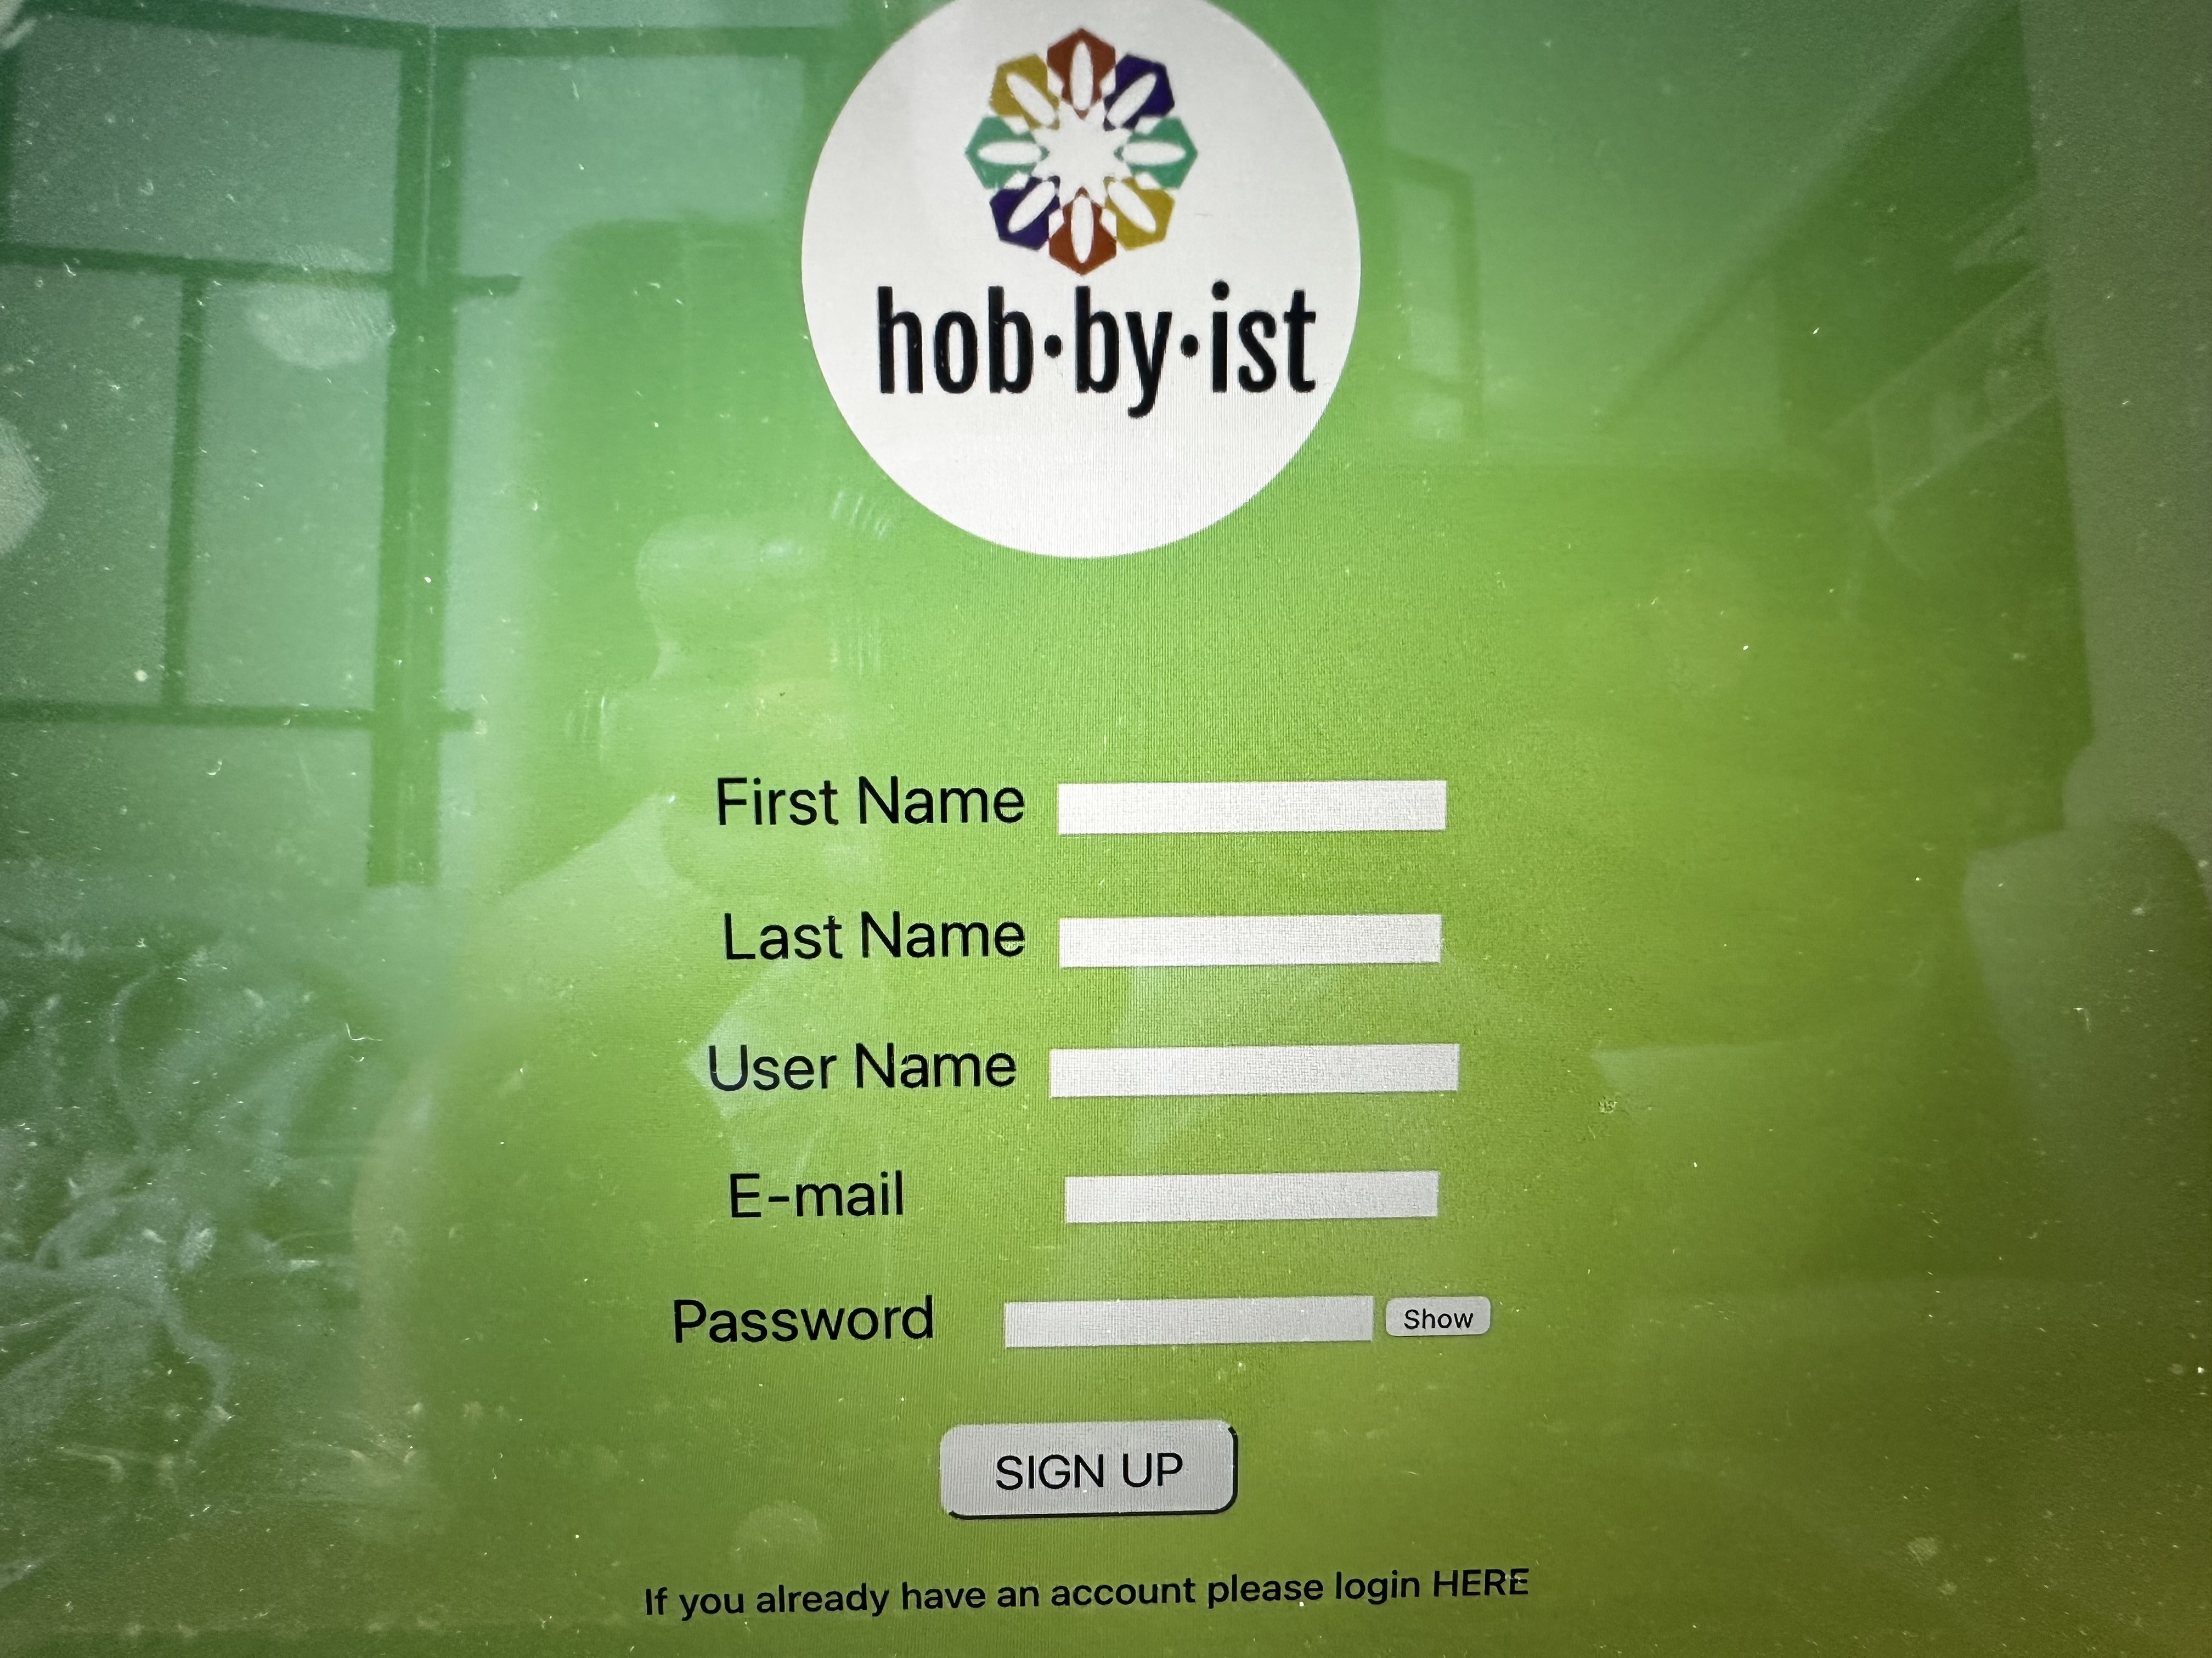 hob·by·ist
First Name
Last Name
User Name
E-mail
Password Show
SIGN UP
If you already have an account please login HERE